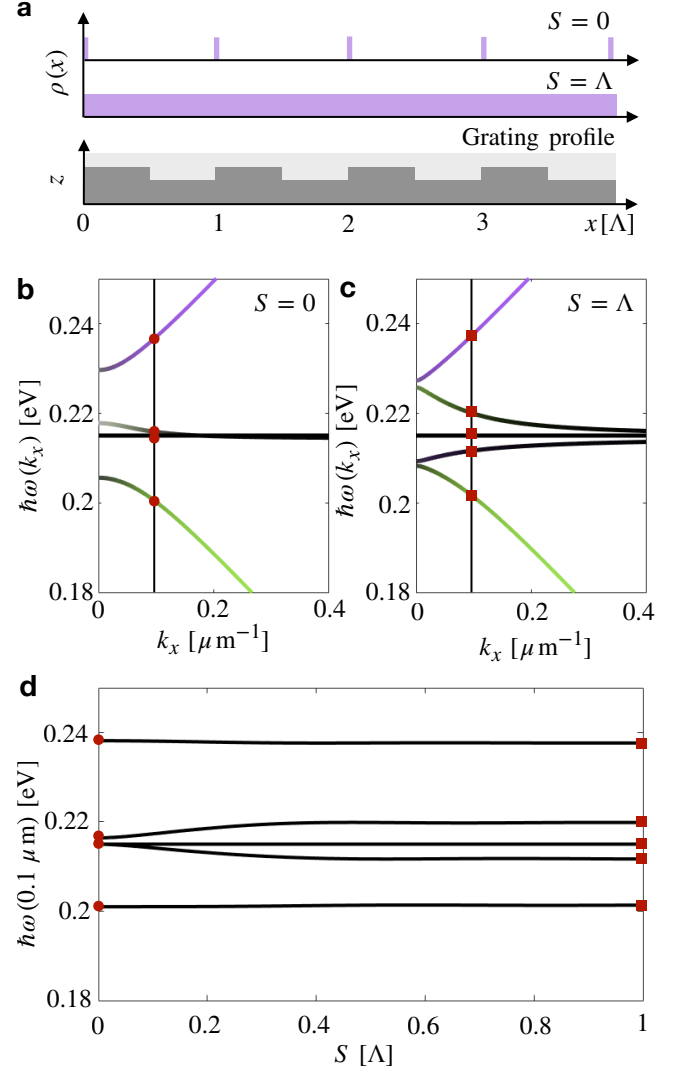 a
S = 0
ρ(x)
S = Λ
Grating profile
z
0 1 2 3 x[Λ]
b
S = 0
ħω(kₓ) [eV]
0.24
0.22
0.2
0.18
0 0.2 0.4
kₓ [μm⁻¹]
c
S = Λ
ħω(kₓ) [eV]
0.24
0.22
0.2
0.18
0 0.2 0.4
kₓ [μm⁻¹]
d
ħω(0.1 μm) [eV]
0.24
0.22
0.2
0.18
0 0.2 0.4 0.6 0.8 1
S [Λ]